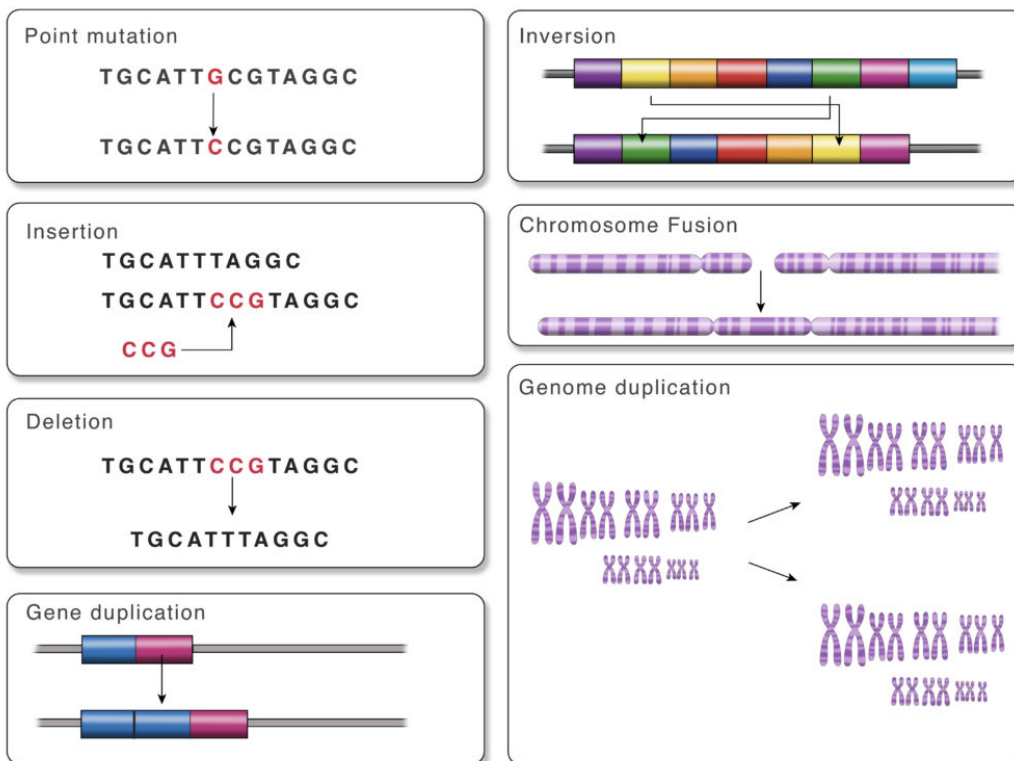 Point mutation
TGCATTGCGTAGGC
TGCATTCCGTAGGC
Insertion
TGCATTTAGGC
TGCATTCCGTAGGC
CCG
Deletion
TGCATTCCGTAGGC
TGCATTTAGGC
Gene duplication
Inversion
Chromosome Fusion
Genome duplication